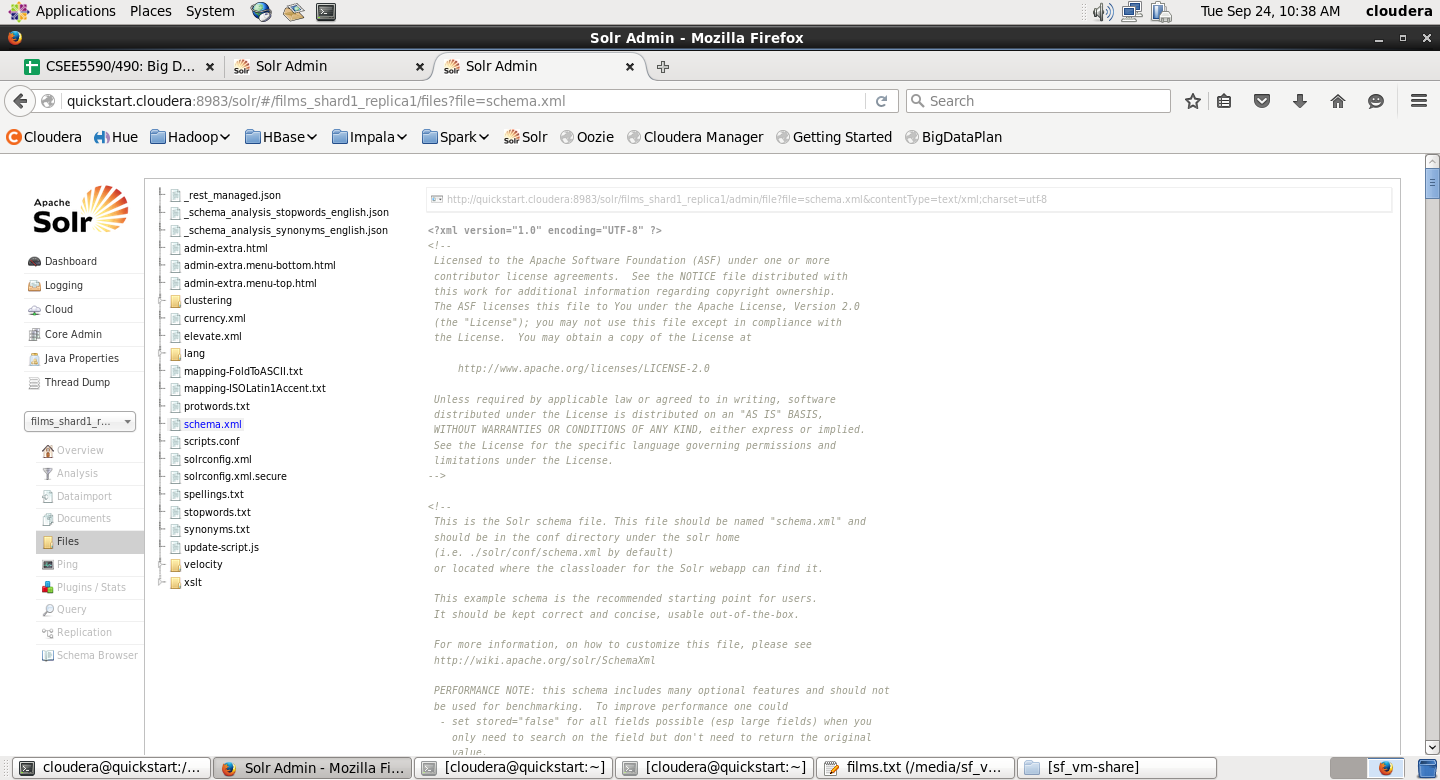 Applications Places System Tue Sep 24, 10:38 AM cloudera
Solr Admin - Mozilla Firefox
CSEE5590/490: Big D... Solr Admin Solr Admin
quickstart.cloudera:8983/solr/#/films_shard1_replica1/files?file=schema.xml Search
Cloudera Hue Hadoop HBase Impala Spark Solr Oozie Cloudera Manager Getting Started BigDataPlan
Apache
Solr
Dashboard
Logging
Cloud
Core Admin
Java Properties
Thread Dump
films_shard1_r...
Overview
Analysis
Dataimport
Documents
Files
Ping
Plugins / Stats
Query
Replication
Schema Browser
_rest_managed.json
_schema_analysis_stopwords_english.json
_schema_analysis_synonyms_english.json
admin-extra.html
admin-extra.menu-bottom.html
admin-extra.menu-top.html
clustering
currency.xml
elevate.xml
lang
mapping-FoldToASCII.txt
mapping-ISOLatin1Accent.txt
protwords.txt
schema.xml
scripts.conf
solrconfig.xml
solrconfig.xml.secure
spellings.txt
stopwords.txt
synonyms.txt
update-script.js
velocity
xslt
http://quickstart.cloudera:8983/solr/films_shard1_replica1/admin/file?file=schema.xml&contentType=text/xml;charset=utf-8
<?xml version="1.0" encoding="UTF-8" ?>
<!--
Licensed to the Apache Software Foundation (ASF) under one or more
contributor license agreements.  See the NOTICE file distributed with
this work for additional information regarding copyright ownership.
The ASF licenses this file to You under the Apache License, Version 2.0
(the "License"); you may not use this file except in compliance with
the License.  You may obtain a copy of the License at
http://www.apache.org/licenses/LICENSE-2.0
Unless required by applicable law or agreed to in writing, software
distributed under the License is distributed on an "AS IS" BASIS,
WITHOUT WARRANTIES OR CONDITIONS OF ANY KIND, either express or implied.
See the License for the specific language governing permissions and
limitations under the License.
-->
<!--
This is the Solr schema file. This file should be named "schema.xml" and
should be in the conf directory under the solr home
(i.e. ./solr/conf/schema.xml by default)
or located where the classloader for the Solr webapp can find it.
This example schema is the recommended starting point for users.
It should be kept correct and concise, usable out-of-the-box.
For more information, on how to customize this file, please see
http://wiki.apache.org/solr/SchemaXml
PERFORMANCE NOTE: this schema includes many optional features and should not
be used for benchmarking.  To improve performance one could
- set stored="false" for all fields possible (esp large fields) when you
only need to search on the field but don't need to return the original
value.
cloudera@quickstart:/... Solr Admin - Mozilla Fi... [cloudera@quickstart:~] [cloudera@quickstart:~] films.txt (/media/sf_v... [sf_vm-share]